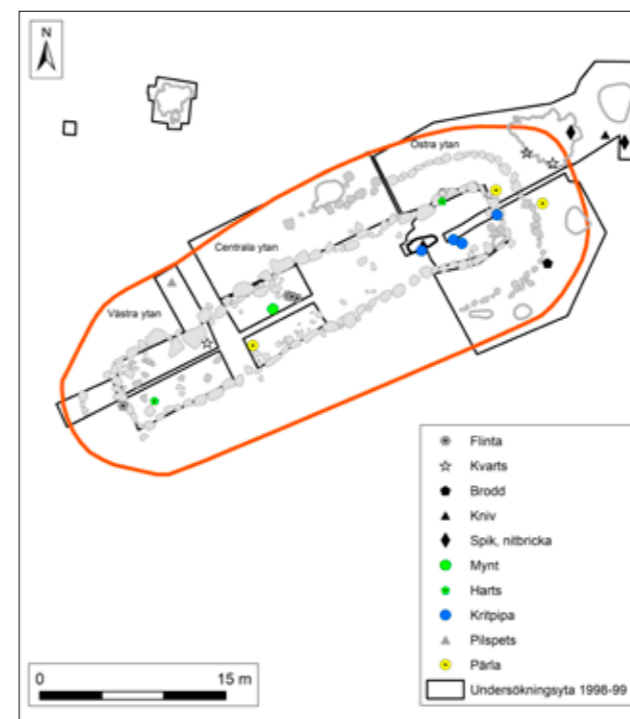 N
Östra ytan
Centrala ytan
Västra ytan
Flinta
Kvarts
Brodd
Kniv
Spik, nitbricka
Mynt
Harts
Kritpipa
Pilspets
Pärla
Undersökningsyta 1998-99
0 15 m